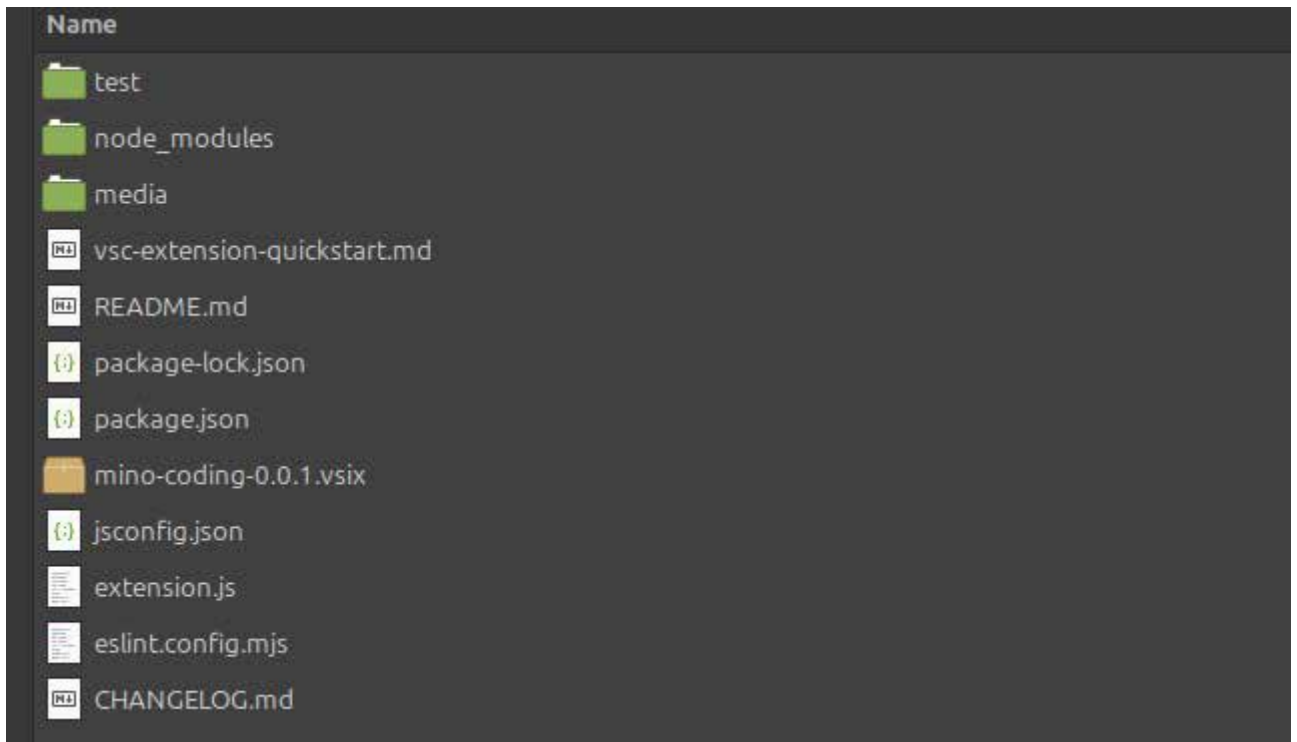 Name
test
node_modules
media
vsc-extension-quickstart.md
README.md
package-lock.json
package.json
mino-coding-0.0.1.vsix
jsconfig.json
extension.js
eslint.config.mjs
CHANGELOG.md